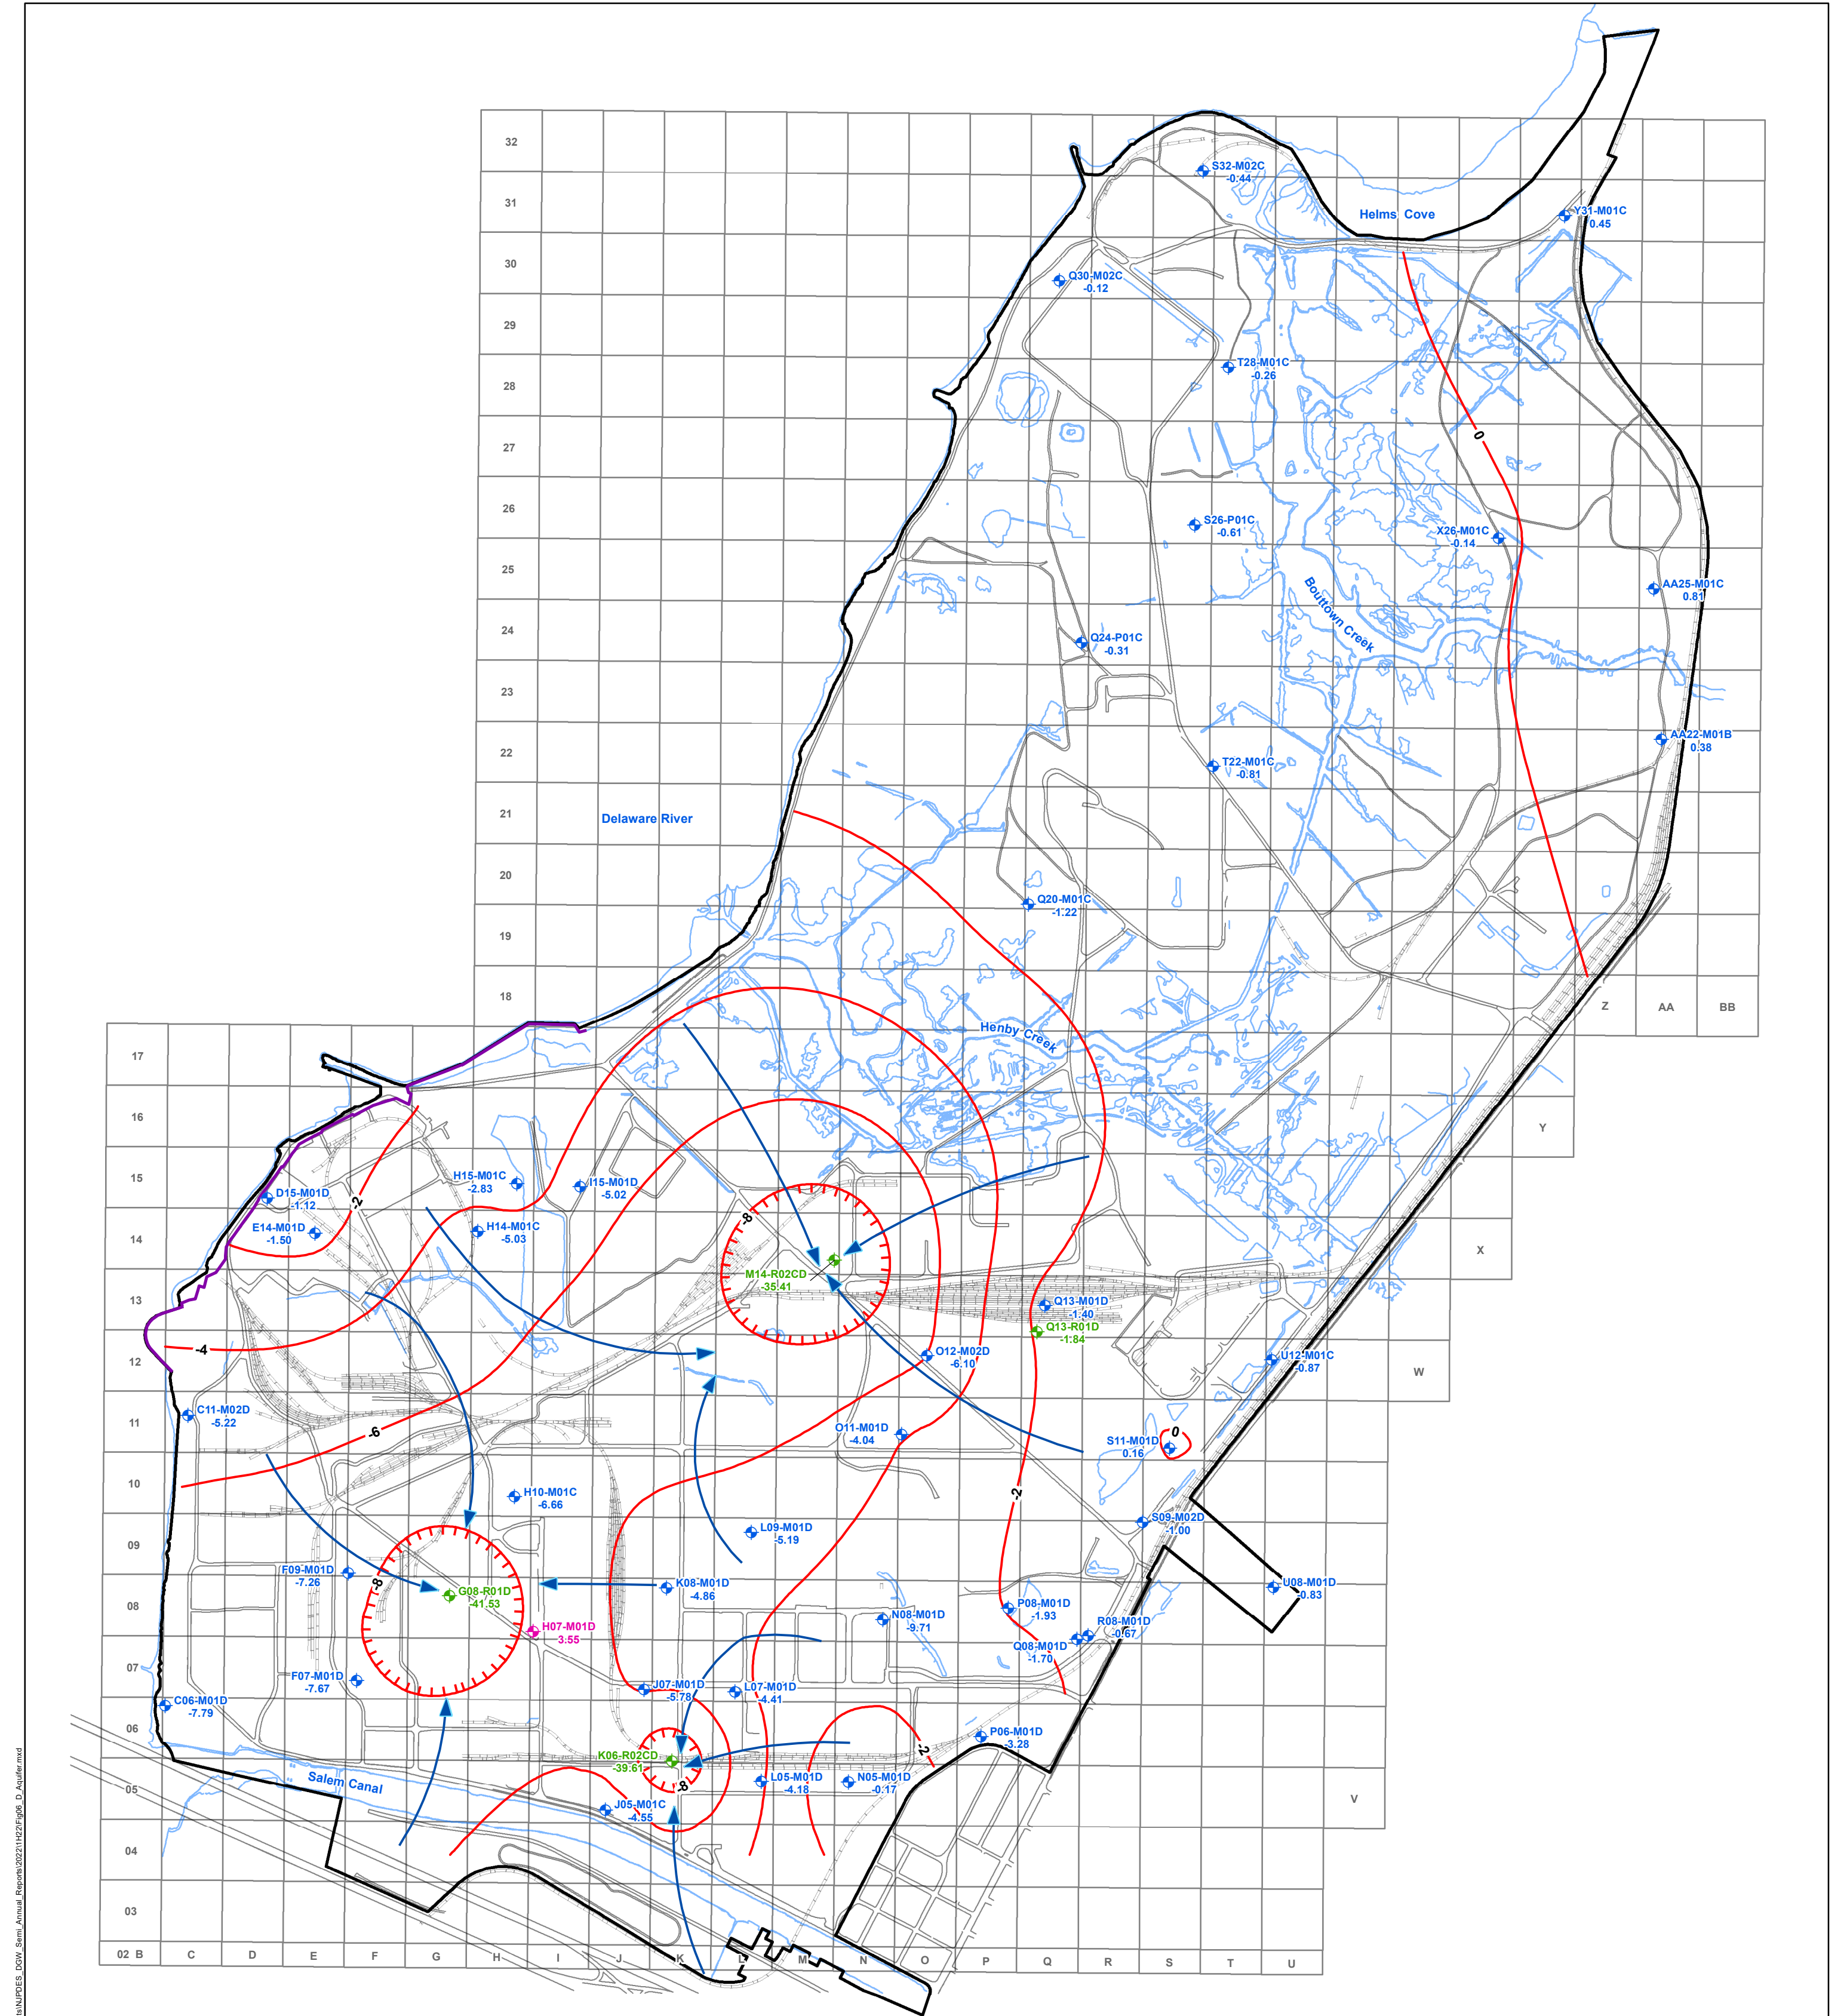 32
S32-M02C
-0.44
31
Helms Cove
Y31-M01C
0.45
30
Q30-M02C
-0.12
29
T28-M01C
-0.26
28
0
27
26
S26-P01C
-0.61
X26-M01C
-0.14
25
AA25-M01C
0.81
Bouttown Creek
24
Q24-P01C
-0.31
23
22
AA22-M01B
0.38
T22-M01C
-0.81
21
Delaware River
20
Q20-M01C
-1.22
19
18
Z
AA
BB
Henby Creek
17
16
Y
15
H15-M01C
-2.83
I15-M01D
-5.02
D15-M01D
-1.12
-2
E14-M01D
-1.50
H14-M01C
-5.03
-8
14
X
M14-R02CD
-35.41
13
Q13-M01D
-1.40
Q13-R01D
-1.84
-4
12
O12-M02D
-6.10
U12-M01C
-0.87
W
C11-M02D
-5.22
11
-6
O11-M01D
-4.04
0
S11-M01D
0.16
10
H10-M01C
-6.66
-2
S09-M02D
-1.00
L09-M01D
-5.19
09
F09-M01D
-7.26
-8
G08-R01D
-41.53
K08-M01D
-4.86
U08-M01D
-0.83
08
P08-M01D
-1.93
N08-M01D
-9.71
R08-M01D
-0.67
H07-M01D
3.55
Q08-M01D
-1.70
07
F07-M01D
-7.67
J07-M01D
-5.78
L07-M01D
-4.41
C06-M01D
-7.79
06
P06-M01D
-3.28
-2
K06-R02CD
-39.61
-8
L05-M01D
-4.18
N05-M01D
-0.17
Salem Canal
05
J05-M01C
-4.55
V
04
03
02 B
C
D
E
F
G
H
I
J
K
L
M
N
O
P
Q
R
S
T
U
ts\NJPDES_DGW_Semi_Annual_Reports\2022\1H22\Fig06_D_Aquifer.mxd